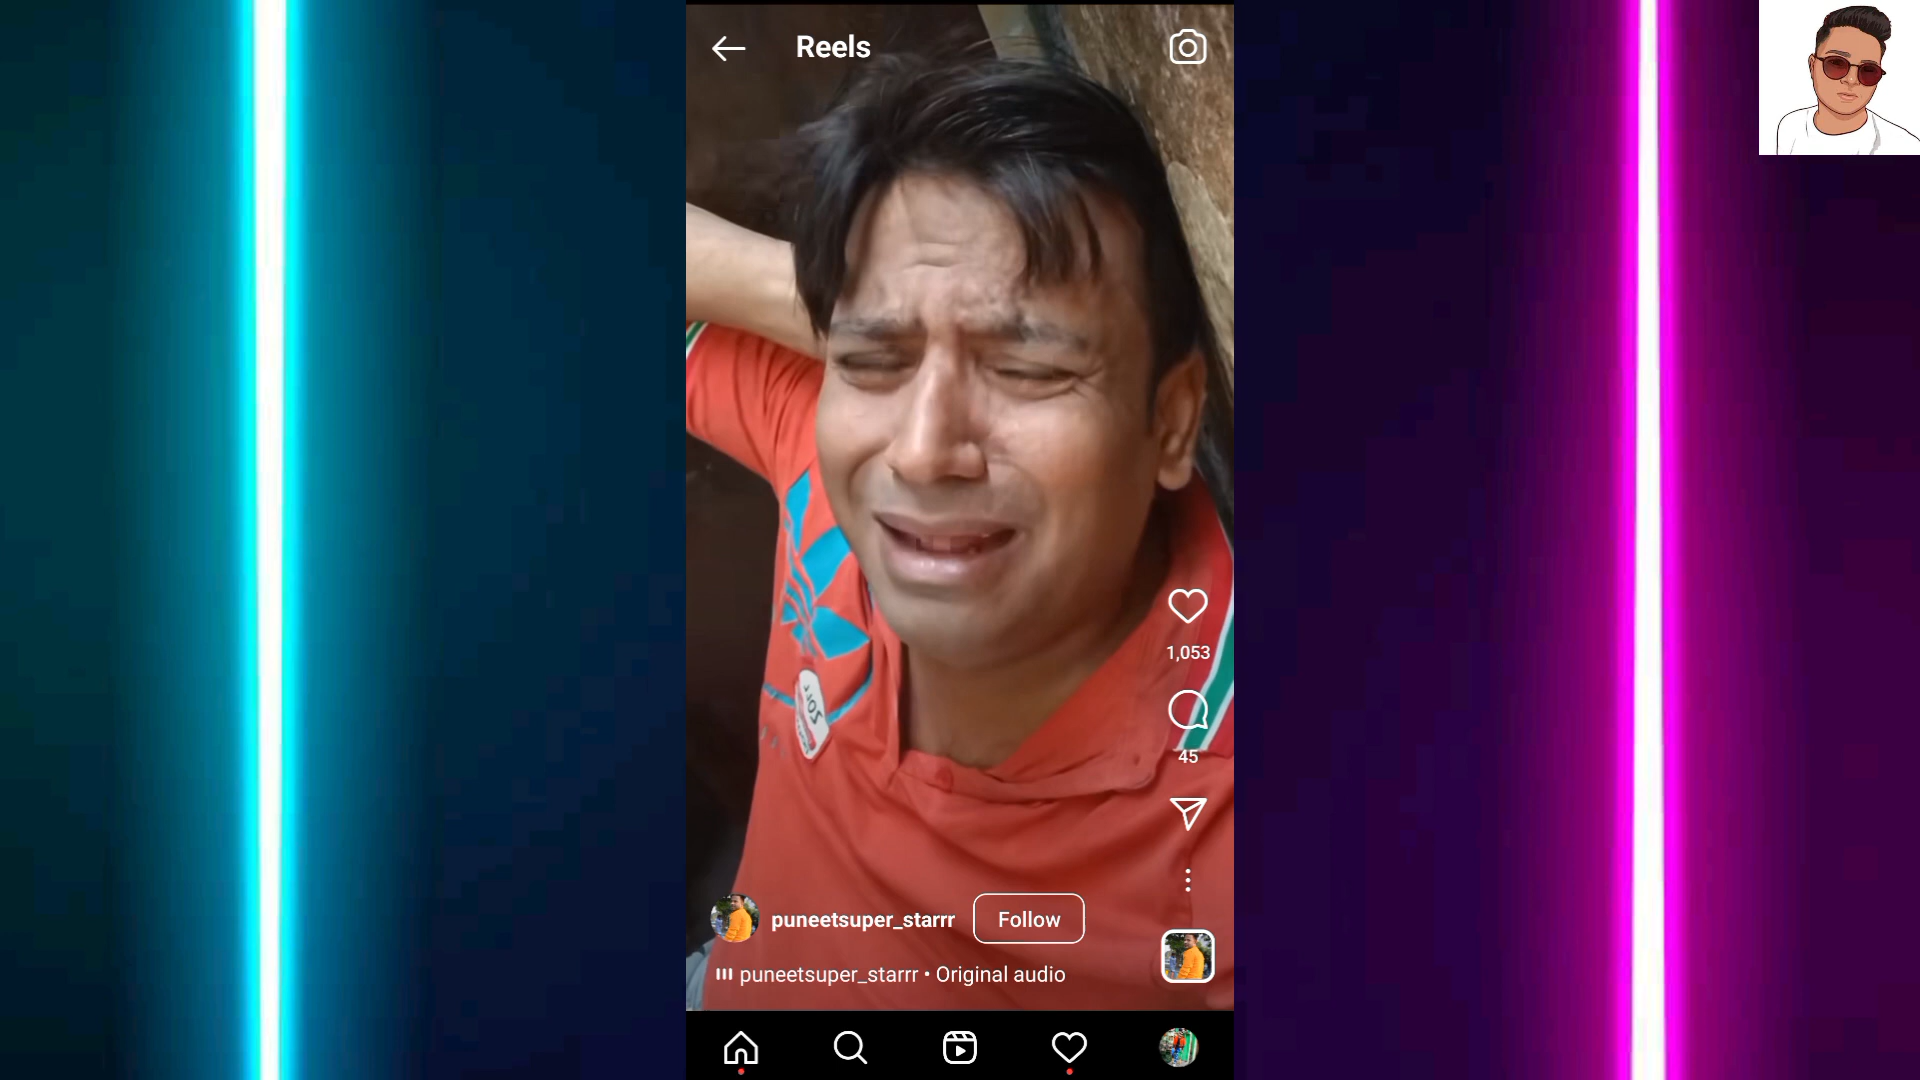 Reels
1,053
45
puneetsuper_starrr Follow
puneetsuper_starrr • Original audio